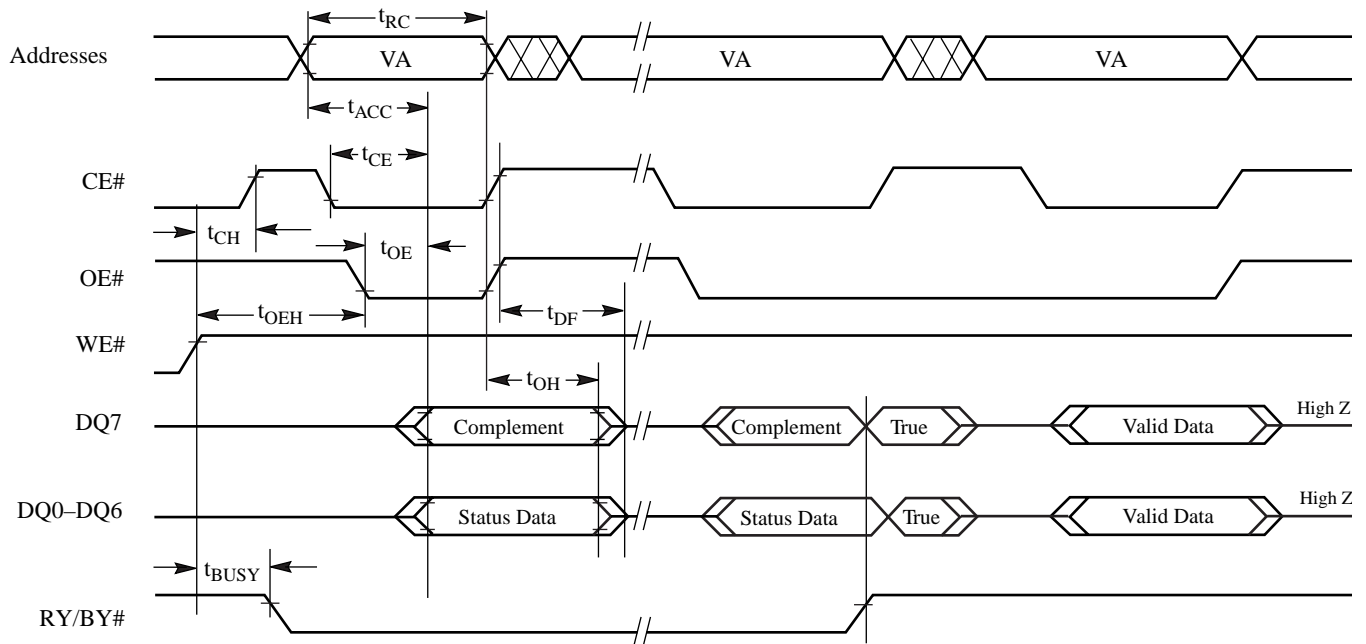 tRC
Addresses VA VA VA
tACC
tCE
CE#
tCH tOE
OE#
tOEH tDF
WE#
tOH
DQ7 Complement Complement True Valid Data High Z
DQ0–DQ6 Status Data Status Data True Valid Data High Z
tBUSY
RY/BY#